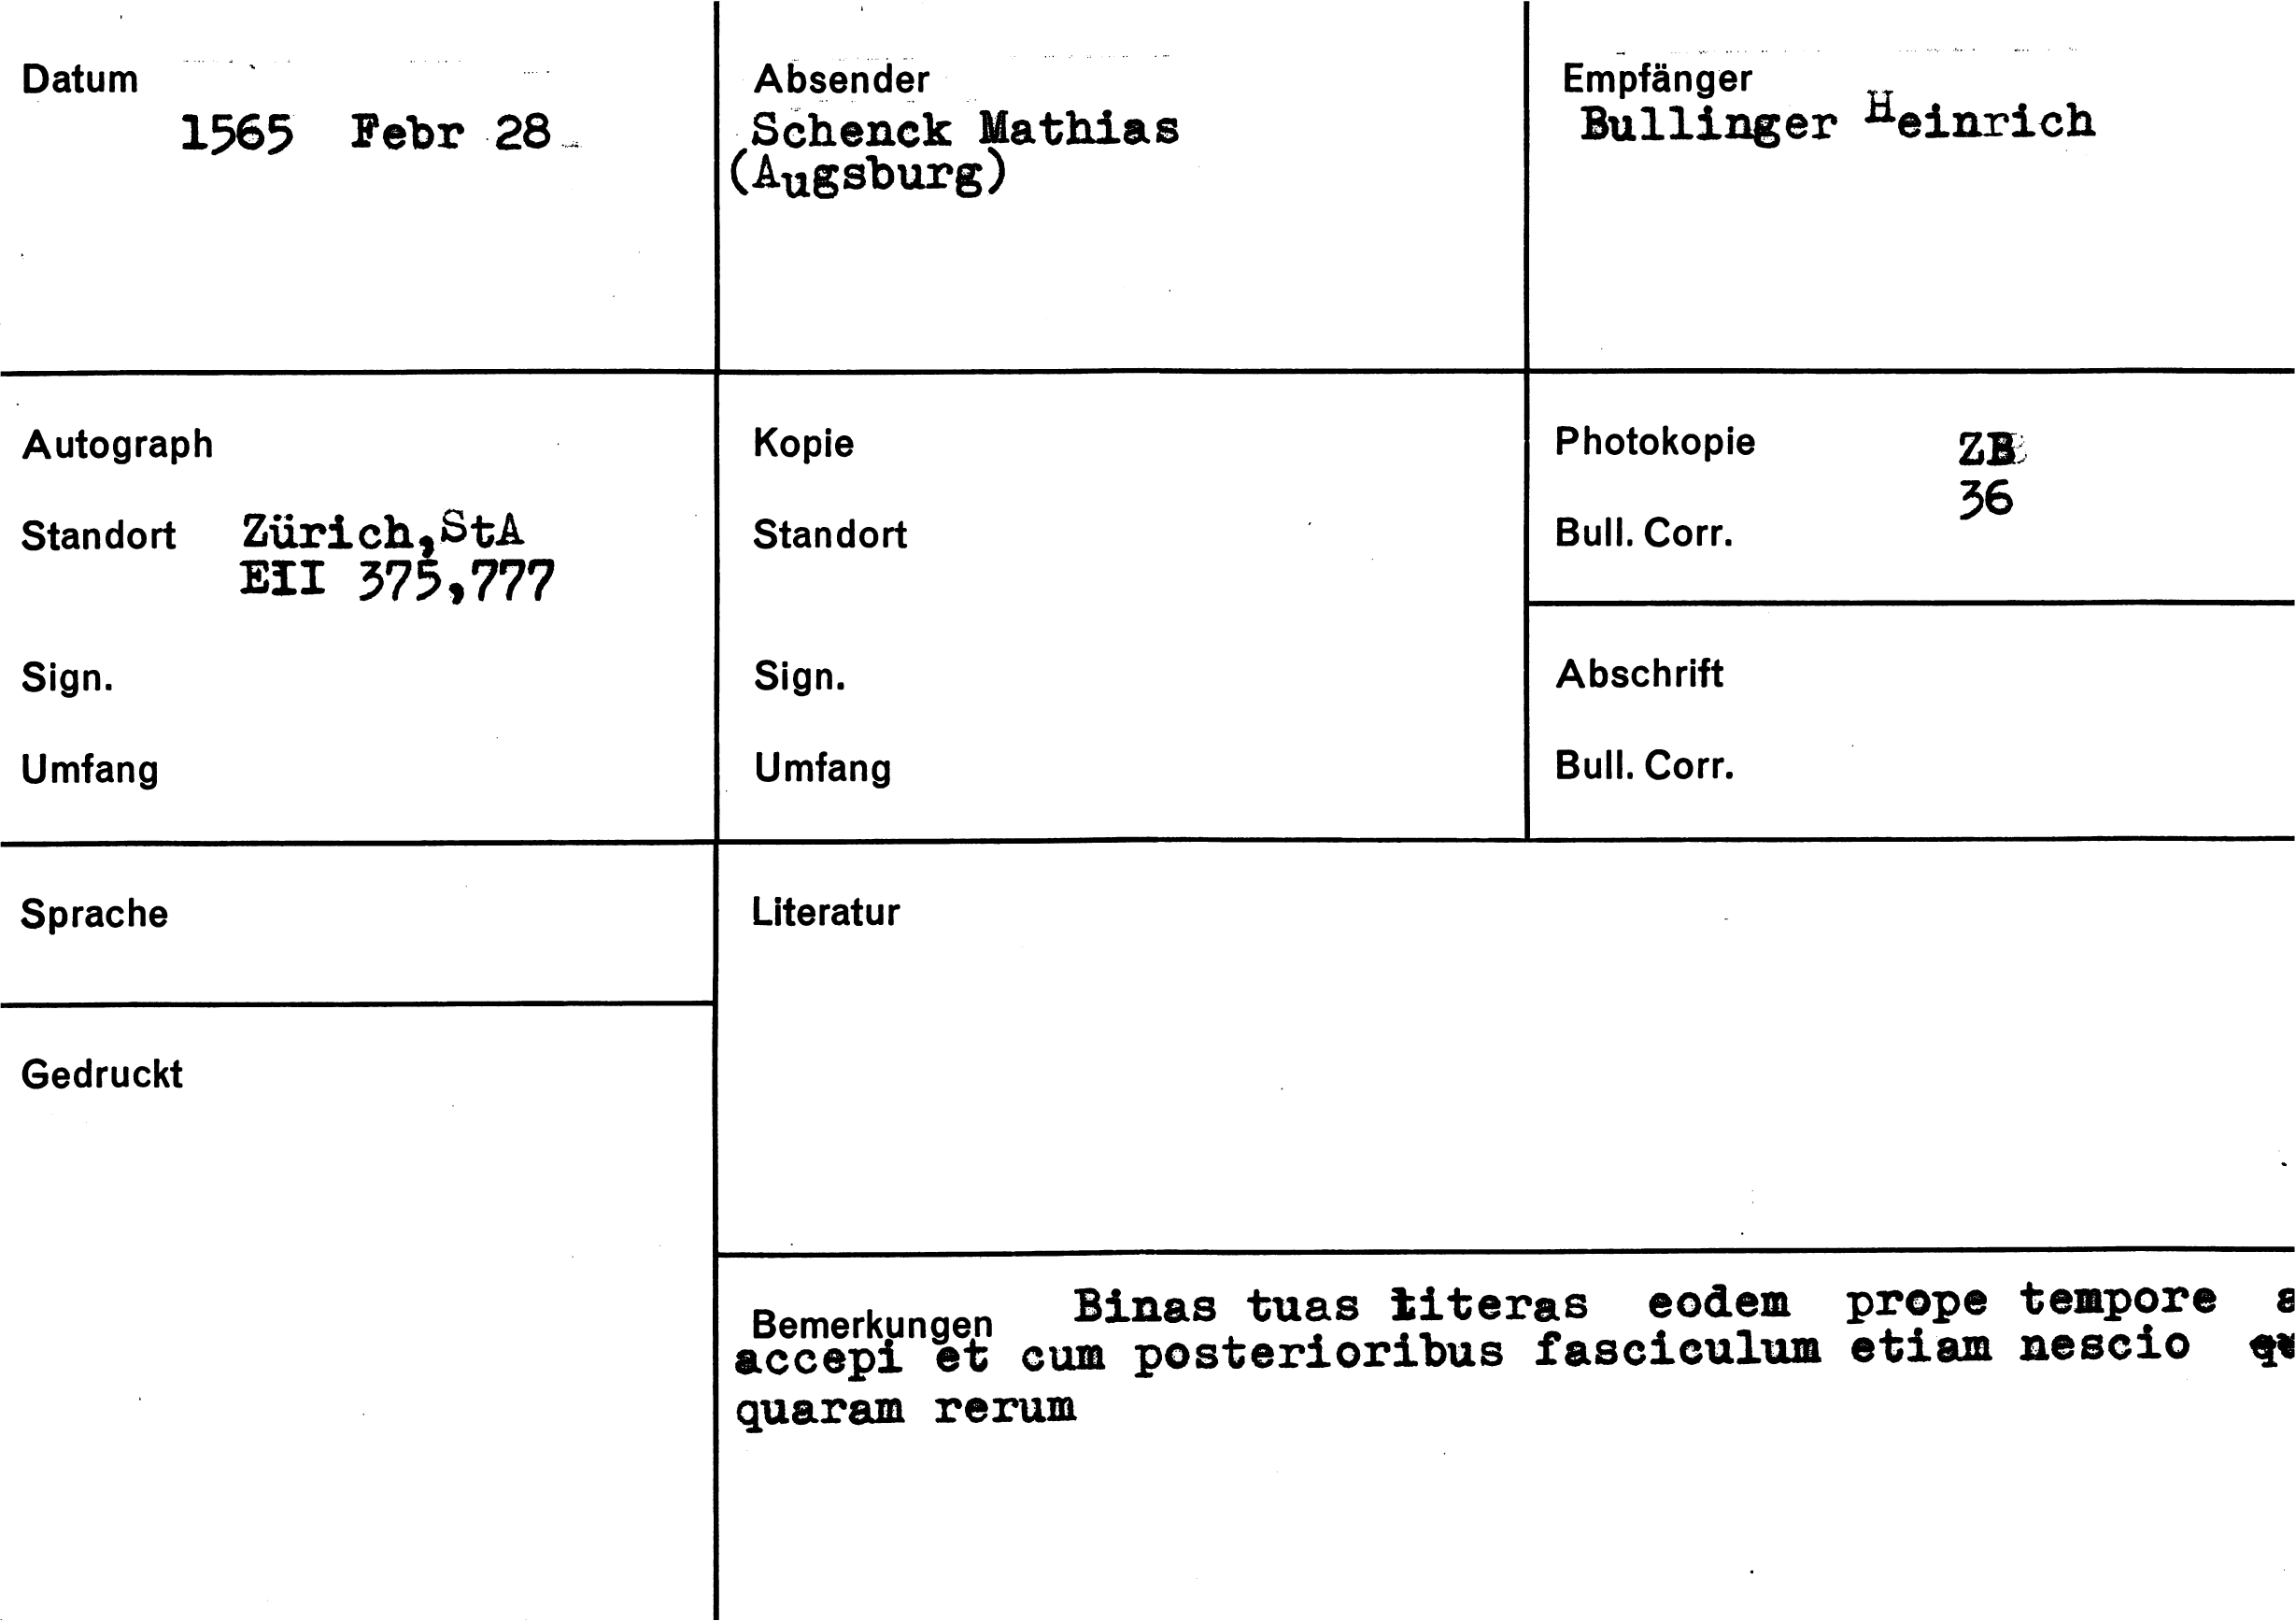 Datum
1565 Febr 28
Absender
Schenck Mathias
(Augsburg)
Empfänger
Bullinger Heinrich
Autograph
Standort Zürich,StA
EII 375,777
Sign.
Umfang
Kopie
Standort
Sign.
Umfang
Photokopie ZB
36
Bull. Corr.
Abschrift
Bull. Corr.
Sprache
Gedruckt
Literatur
Bemerkungen Binas tuas literas eodem prope tempore
accepi et cum posterioribus fasciculum etiam nescio
quaram rerum